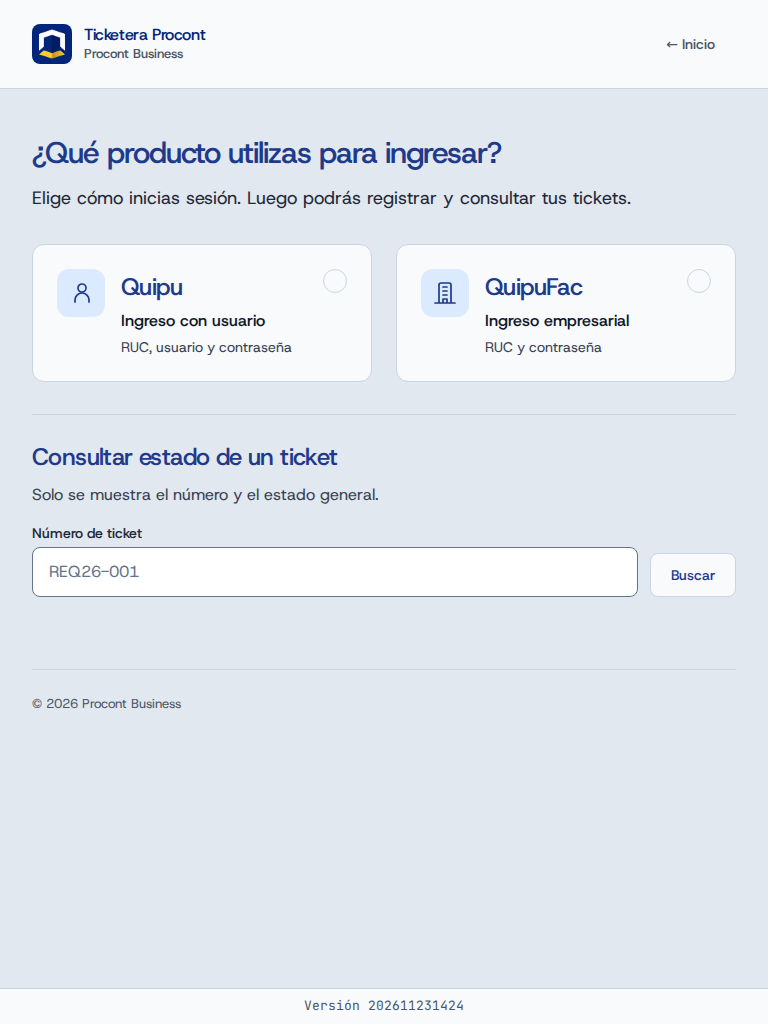 Ticketera Procont
Procont Business
← Inicio
¿Qué producto utilizas para ingresar?
Elige cómo inicias sesión. Luego podrás registrar y consultar tus tickets.
Quipu
Ingreso con usuario
RUC, usuario y contraseña
QuipuFac
Ingreso empresarial
RUC y contraseña
Consultar estado de un ticket
Solo se muestra el número y el estado general.
Número de ticket
REQ26-001
Buscar
© 2026 Procont Business
Versión 202611231424